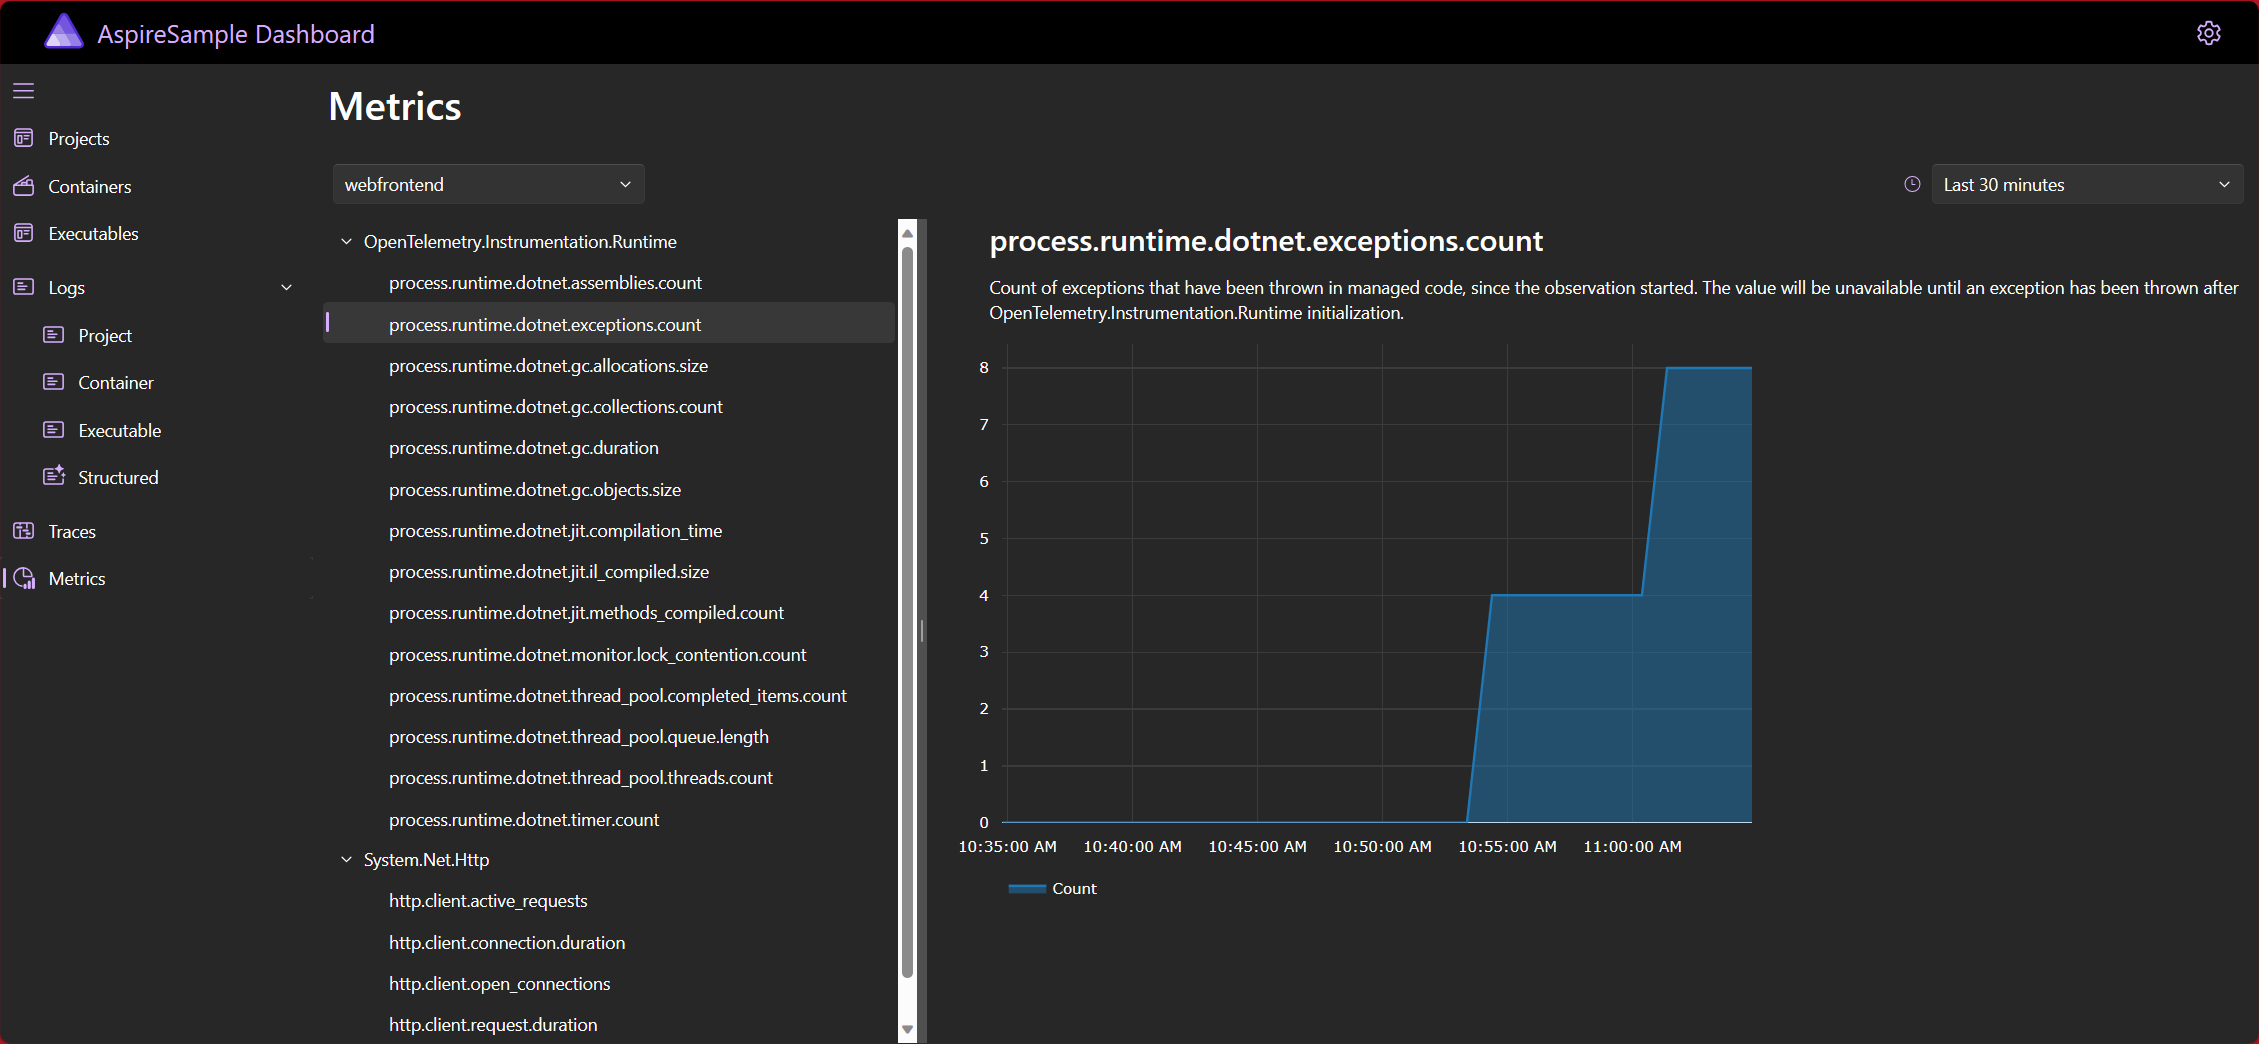 AspireSample Dashboard
Projects
Containers
Executables
Logs
Project
Container
Executable
Structured
Traces
Metrics
Metrics
webfrontend
Last 30 minutes
OpenTelemetry.Instrumentation.Runtime
process.runtime.dotnet.assemblies.count
process.runtime.dotnet.exceptions.count
process.runtime.dotnet.gc.allocations.size
process.runtime.dotnet.gc.collections.count
process.runtime.dotnet.gc.duration
process.runtime.dotnet.gc.objects.size
process.runtime.dotnet.jit.compilation_time
process.runtime.dotnet.jit.il_compiled.size
process.runtime.dotnet.jit.methods_compiled.count
process.runtime.dotnet.monitor.lock_contention.count
process.runtime.dotnet.thread_pool.completed_items.count
process.runtime.dotnet.thread_pool.queue.length
process.runtime.dotnet.thread_pool.threads.count
process.runtime.dotnet.timer.count
System.Net.Http
http.client.active_requests
http.client.connection.duration
http.client.open_connections
http.client.request.duration
process.runtime.dotnet.exceptions.count
Count of exceptions that have been thrown in managed code, since the observation started. The value will be unavailable until an exception has been thrown after
OpenTelemetry.Instrumentation.Runtime initialization.
8
7
6
5
4
3
2
1
0
10:35:00 AM 10:40:00 AM 10:45:00 AM 10:50:00 AM 10:55:00 AM 11:00:00 AM
Count